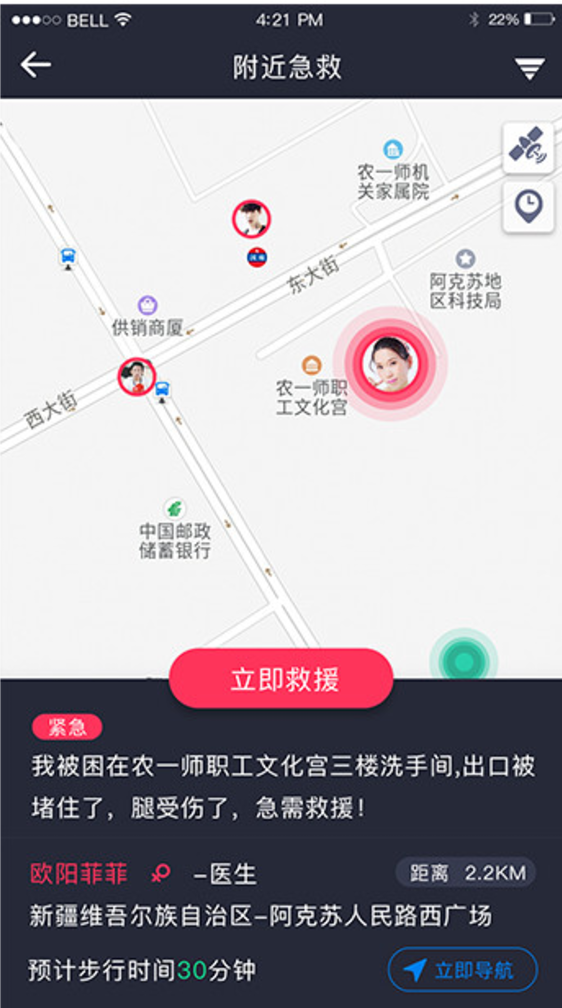 BELL
4:21 PM
22%
附近急救
农一师机
关家属院
东大街
阿克苏地
区科技局
供销商厦
农一师职
工文化宫
西大街
中国邮政
储蓄银行
立即救援
紧急
我被困在农一师职工文化宫三楼洗手间,出口被
堵住了，腿受伤了，急需救援！
欧阳菲菲 -医生
距离 2.2KM
新疆维吾尔族自治区-阿克苏人民路西广场
预计步行时间30分钟
立即导航